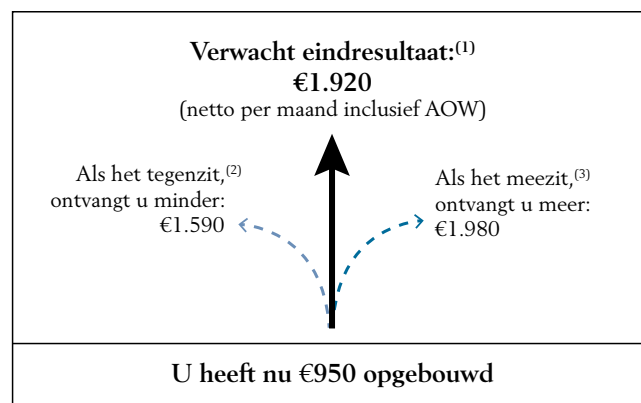 Verwacht eindresultaat:(1)
€1.920
(netto per maand inclusief AOW)
Als het tegenzit,(2)
ontvangt u minder:
€1.590
Als het meezit,(3)
ontvangt u meer:
€1.980
U heeft nu €950 opgebouwd